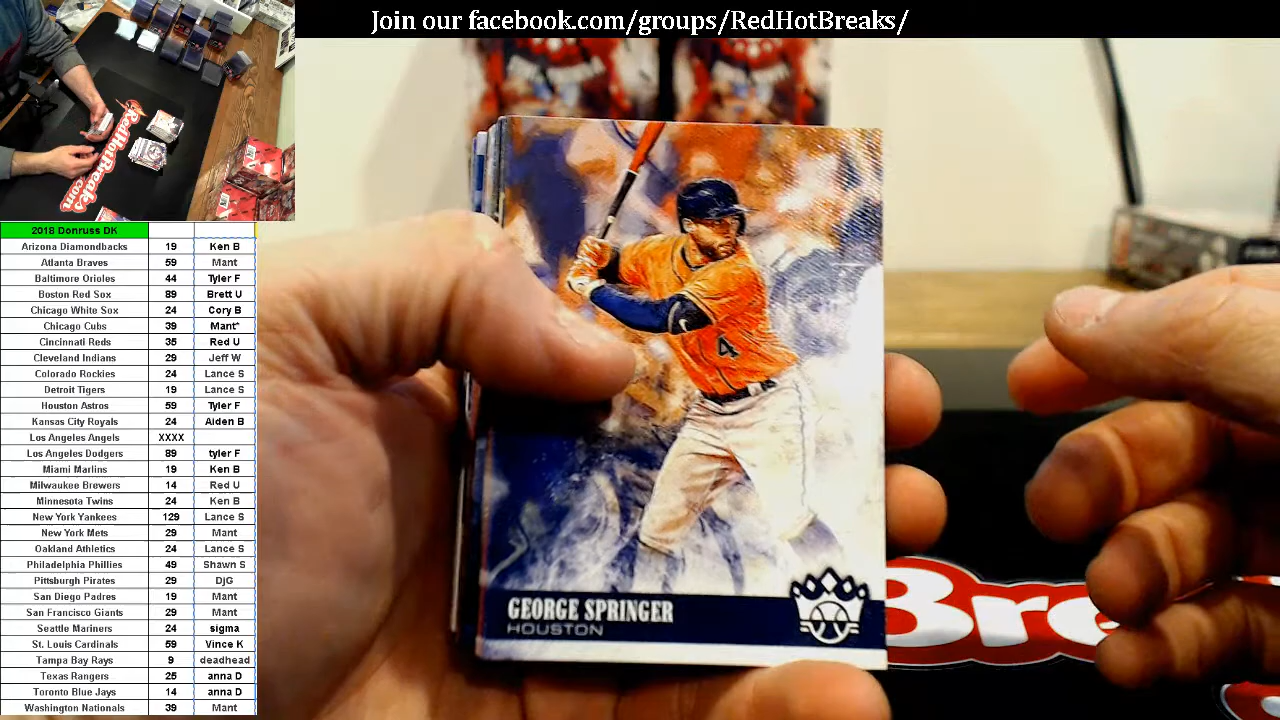 Join our facebook.com/groups/RedHotBreaks/
RedHotBreaks
.com
2018 Donruss DK
Arizona Diamondbacks 19 Ken B
Atlanta Braves 59 Mant
Baltimore Orioles 44 Tyler F
Boston Red Sox 89 Brett U
Chicago White Sox 24 Cory B
Chicago Cubs 39 Mant*
Cincinnati Reds 35 Red U
Cleveland Indians 29 Jeff W
Colorado Rockies 24 Lance S
Detroit Tigers 19 Lance S
Houston Astros 59 Tyler F
Kansas City Royals 24 Aiden B
Los Angeles Angels XXXX
Los Angeles Dodgers 89 tyler F
Miami Marlins 19 Ken B
Milwaukee Brewers 14 Red U
Minnesota Twins 24 Ken B
New York Yankees 129 Lance S
New York Mets 29 Mant
Oakland Athletics 24 Lance S
Philadelphia Phillies 49 Shawn S
Pittsburgh Pirates 29 DjG
San Diego Padres 19 Mant
San Francisco Giants 29 Mant
Seattle Mariners 24 sigma
St. Louis Cardinals 59 Vince K
Tampa Bay Rays 9 deadhead
Texas Rangers 25 anna D
Toronto Blue Jays 14 anna D
Washington Nationals 39 Mant
4
GEORGE SPRINGER
HOUSTON
Bre